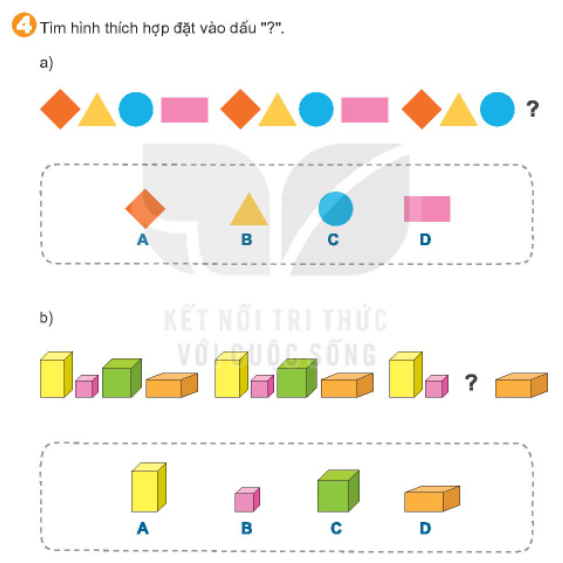 4 Tìm hình thích hợp đặt vào dấu "?".
a)
?
A B C D
b)
KẾT NỐI TRI THỨC
VỚI CUỘC SỐNG
?
A B C D